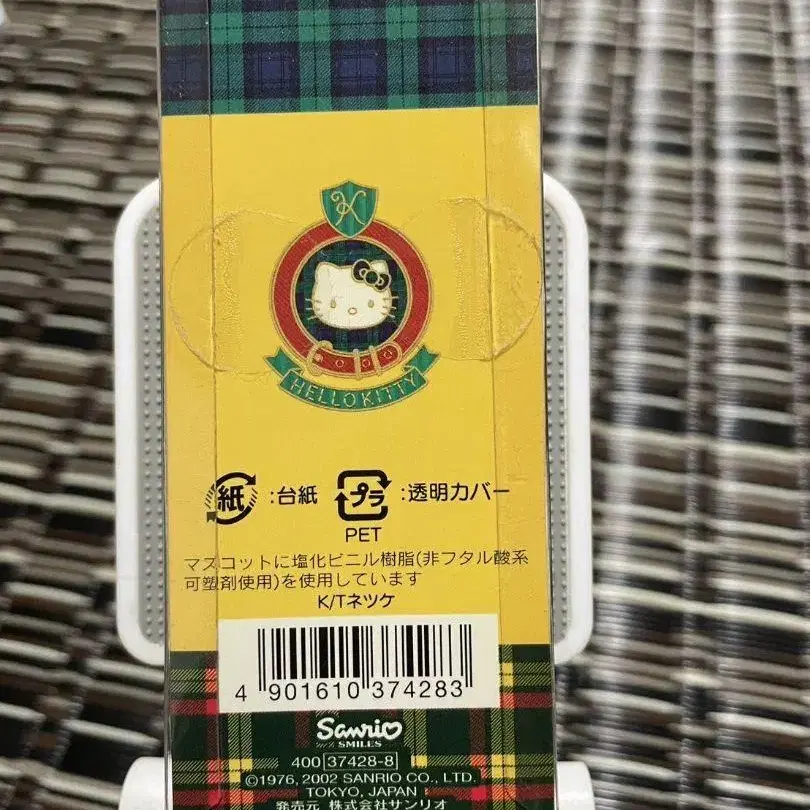 K
HELLO KITTY
紙 :台紙 プラ :透明カバー
PET
マスコットに塩化ビニル樹脂(非フタル酸系
可塑剤使用)を使用しています
K/Tネツケ
4 901610 374283
Sanrio
SMILES
400 37428-8
©1976, 2002 SANRIO CO., LTD.
TOKYO, JAPAN
発売元 株式会社サンリオ